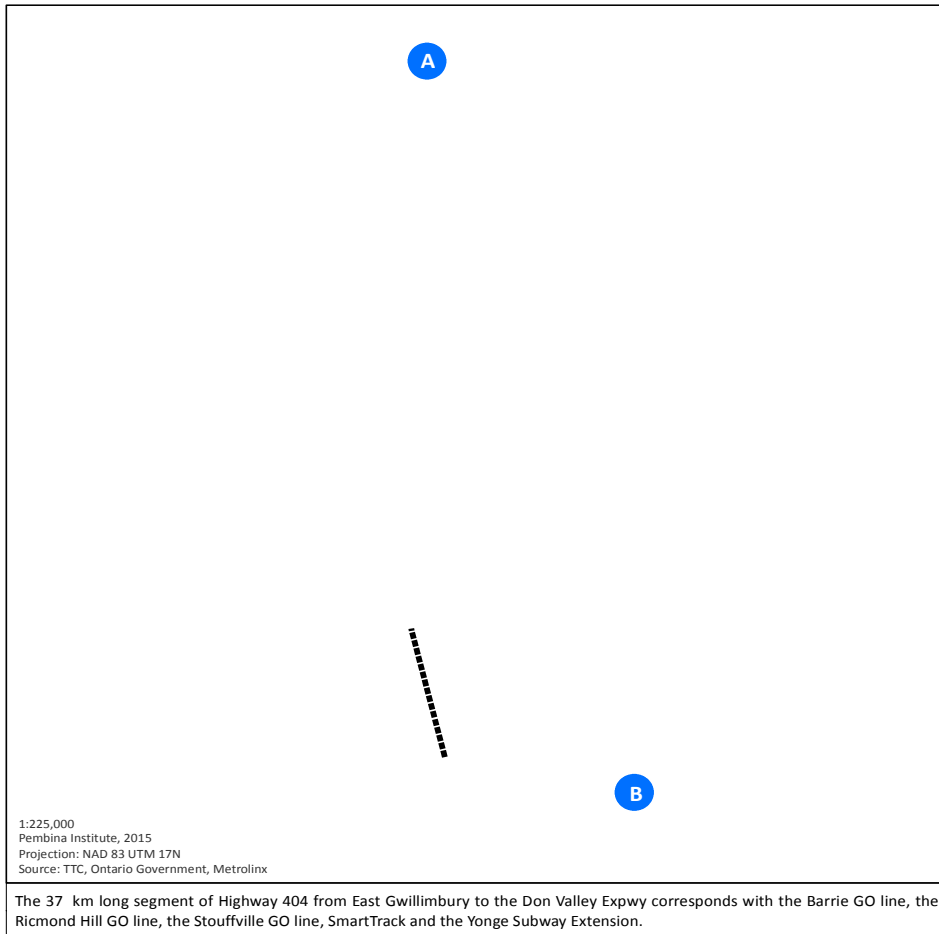 A
B
1:225,000
Pembina Institute, 2015
Projection: NAD 83 UTM 17N
Source: TTC, Ontario Government, Metrolinx
The 37 km long segment of Highway 404 from East Gwillimbury to the Don Valley Expwy corresponds with the Barrie GO line, the
Ricmond Hill GO line, the Stouffville GO line, SmartTrack and the Yonge Subway Extension.